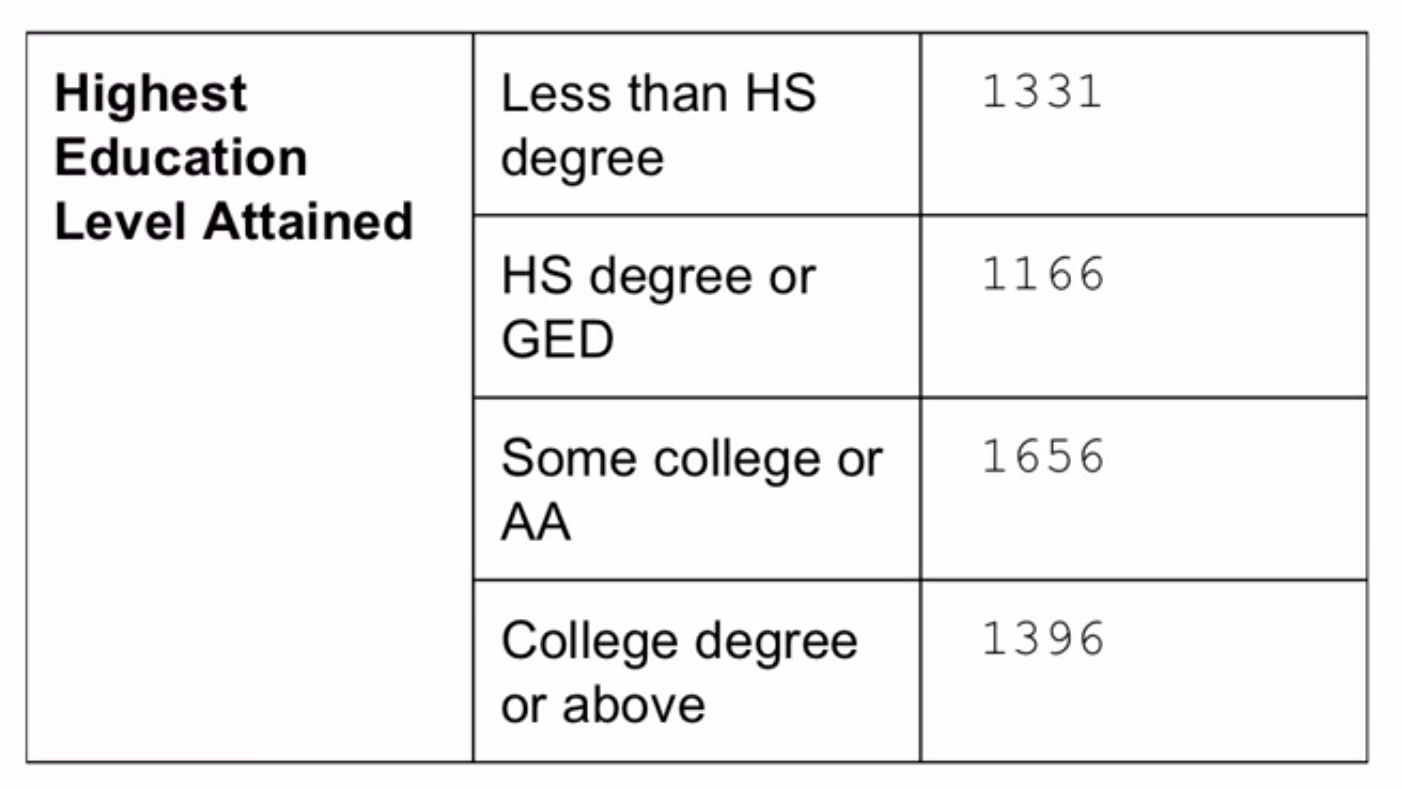 Highest
Education
Level Attained
Less than HS
degree
1331
HS degree or
GED
1166
Some college or
AA
1656
College degree
or above
1396